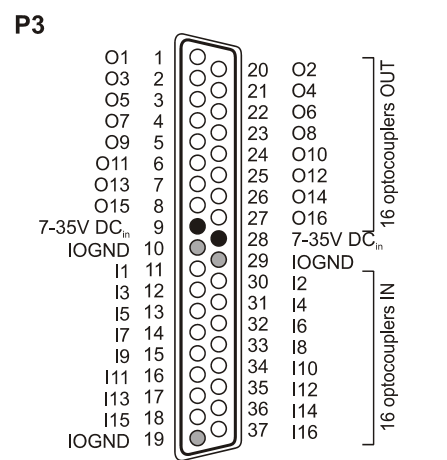 P3
O1 1
20 O2
O3 2
21 O4
O5 3
22 O6
O7 4
23 O8
O9 5
24 O10
O11 6
25 O12
O13 7
26 O14
O15 8
27 O16
7-35V DCin 9
28 7-35V DCin
IOGND 10
29 IOGND
I1 11
30 I2
I3 12
31 I4
I5 13
32 I6
I7 14
33 I8
I9 15
34 I10
I11 16
35 I12
I13 17
36 I14
I15 18
37 I16
IOGND 19
16 optocouplers OUT
16 optocouplers IN